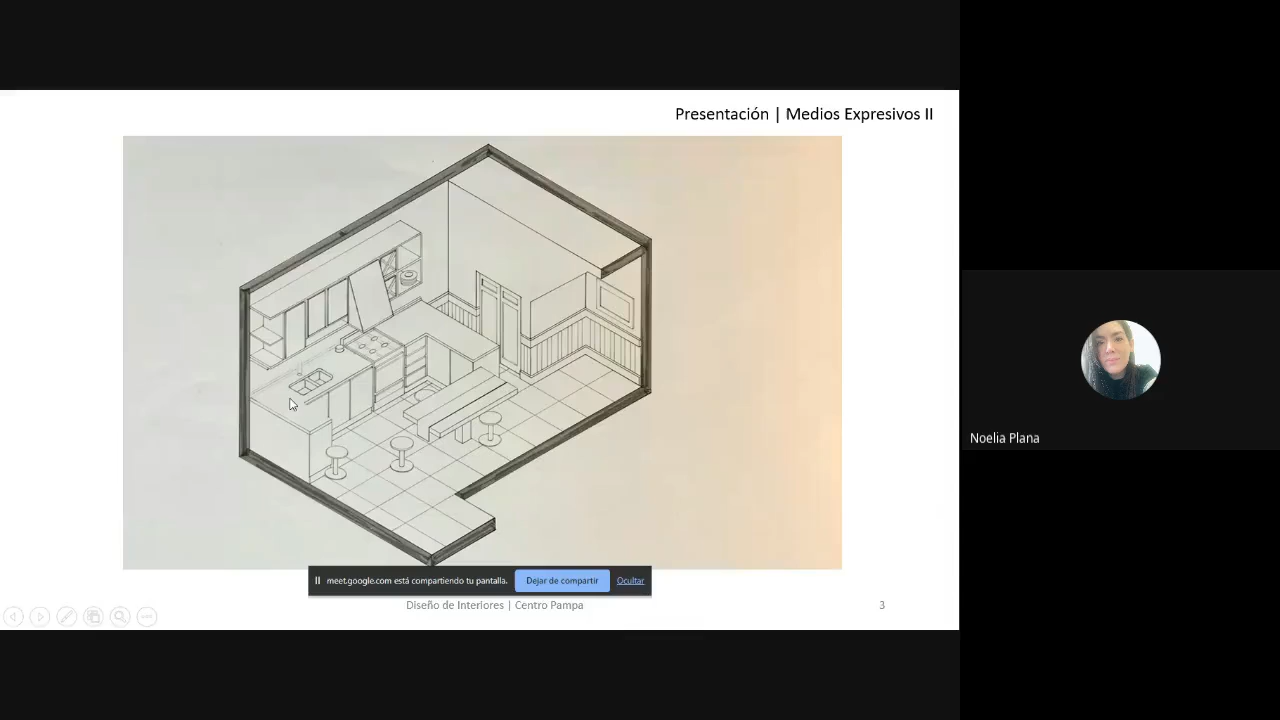 Presentación | Medios Expresivos II
Noelia Plana
meet.google.com está compartiendo tu pantalla.
Dejar de compartir
Ocultar
Diseño de Interiores | Centro Pampa
3